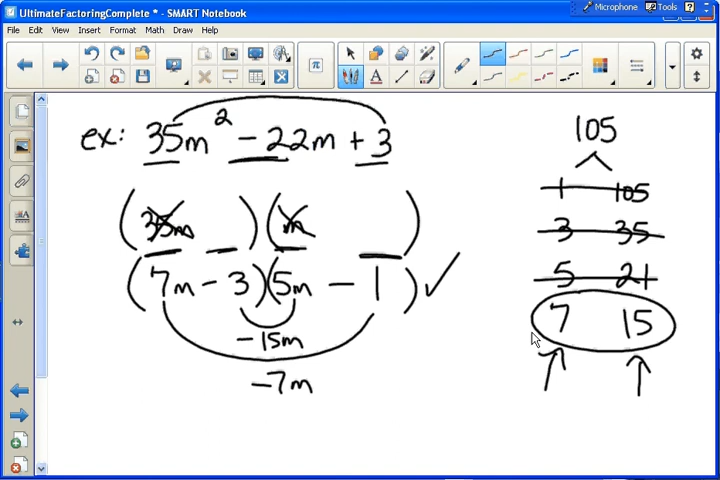 UltimateFactoringComplete * - SMART Notebook
Microphone Tools
File Edit View Insert Format Math Draw Help
π
A
ex: 35m² - 22m + 3
(35m )(m )
(7m - 3)(5m - 1) ✓
-15m
-7m
105
1 105
3 35
5 21
7 15